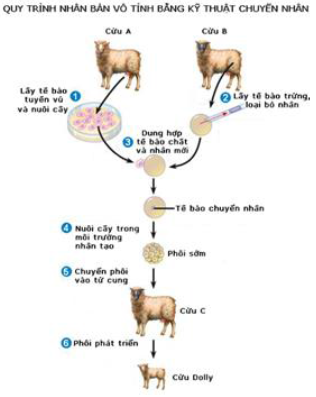 QUY TRÌNH NHÂN BẢN VÔ TÍNH BẰNG KỸ THUẬT CHUYỂN NHÂN
Cừu A
Cừu B
Lấy tế bào
tuyến vú
và nuôi cấy
1
2 Lấy tế bào trứng,
loại bỏ nhân
Dung hợp
3 tế bào chất
và nhân mới
Tế bào chuyển nhân
4 Nuôi cấy trong
môi trường
nhân tạo
Phôi sớm
5 Chuyển phôi
vào tử cung
Cừu C
6 Phôi phát triển
Cừu Dolly